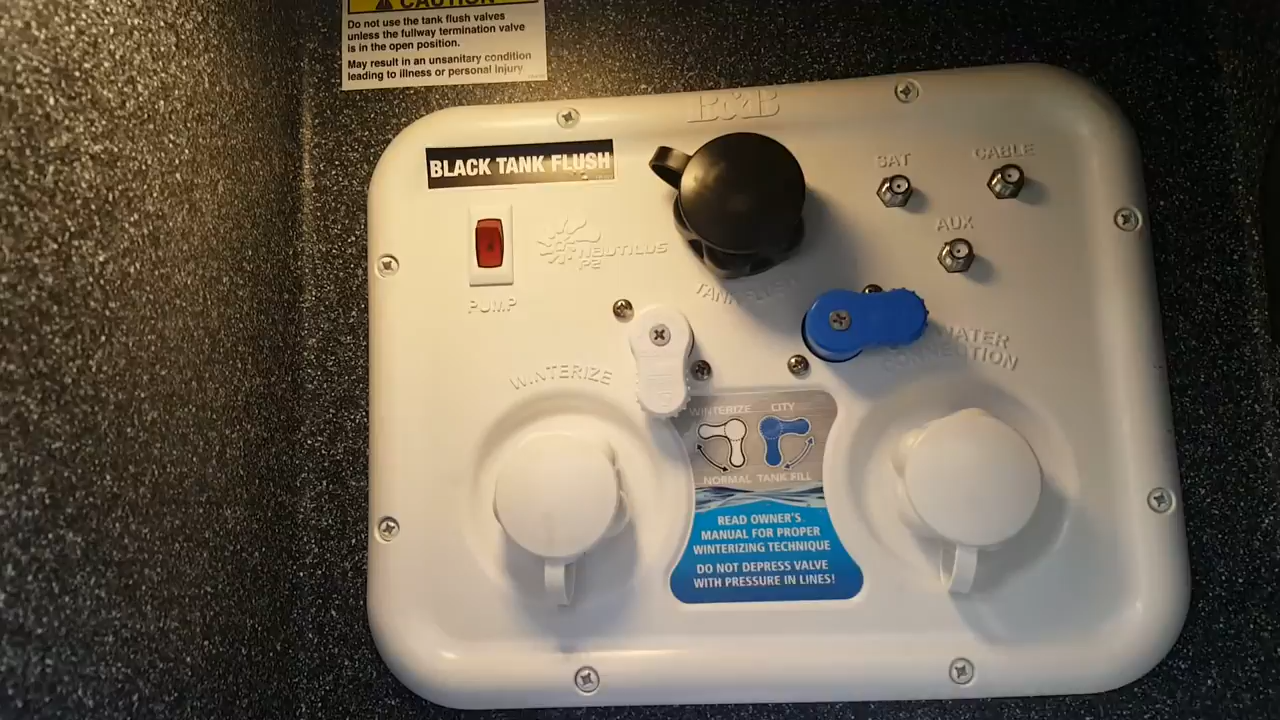 CAUTION
Do not use the tank flush valves
unless the fullway termination valve
is in the open position.
May result in an unsanitary condition
leading to illness or personal injury
B&B
BLACK TANK FLUSH
SAT
CABLE
AUX
NAUTILUS
P2
PUMP
TANK FLUSH
WATER
CONNECTION
WINTERIZE
WINTERIZE CITY
NORMAL TANK FILL
READ OWNER'S
MANUAL FOR PROPER
WINTERIZING TECHNIQUE
DO NOT DEPRESS VALVE
WITH PRESSURE IN LINES!